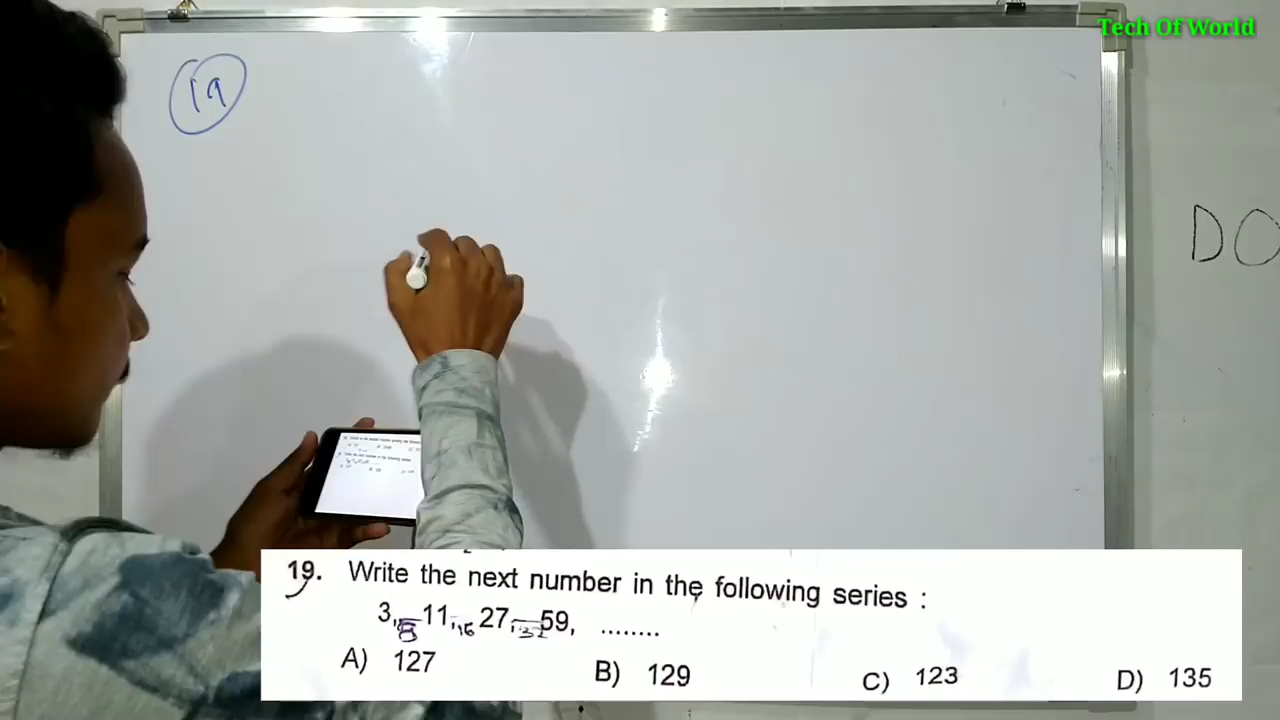 Tech Of World
19
DO
19. Write the next number in the following series :
3, 11, 27, 59, ........
8 16 32
A) 127 B) 129 C) 123 D) 135